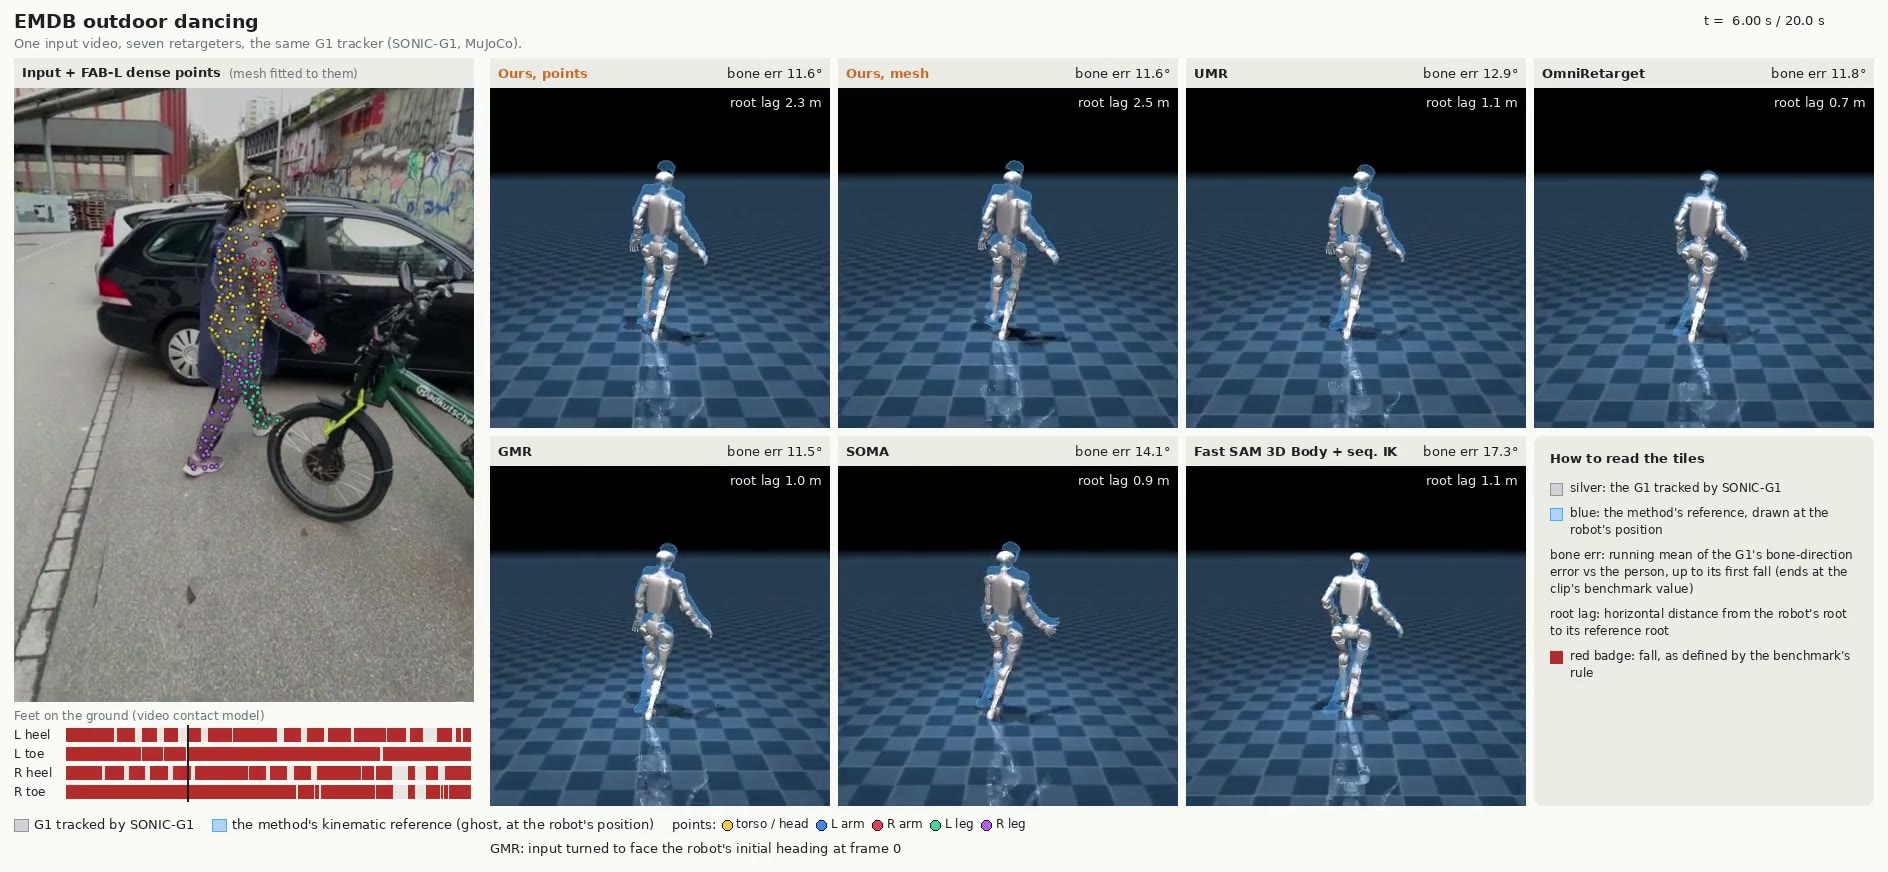 EMDB outdoor dancing
t = 6.00 s / 20.0 s
One input video, seven retargeters, the same G1 tracker (SONIC-G1, MuJoCo).
Input + FAB-L dense points (mesh fitted to them)
Ours, points bone err 11.6°
root lag 2.3 m
Ours, mesh bone err 11.6°
root lag 2.5 m
UMR bone err 12.9°
root lag 1.1 m
OmniRetarget bone err 11.8°
root lag 0.7 m
GMR bone err 11.5°
root lag 1.0 m
SOMA bone err 14.1°
root lag 0.9 m
Fast SAM 3D Body + seq. IK bone err 17.3°
root lag 1.1 m
How to read the tiles
silver: the G1 tracked by SONIC-G1
blue: the method's reference, drawn at the
robot's position
bone err: running mean of the G1's bone-direction
error vs the person, up to its first fall (ends at the
clip's benchmark value)
root lag: horizontal distance from the robot's root
to its reference root
red badge: fall, as defined by the benchmark's
rule
Feet on the ground (video contact model)
L heel
L toe
R heel
R toe
G1 tracked by SONIC-G1 the method's kinematic reference (ghost, at the robot's position) points: torso / head L arm R arm L leg R leg
GMR: input turned to face the robot's initial heading at frame 0